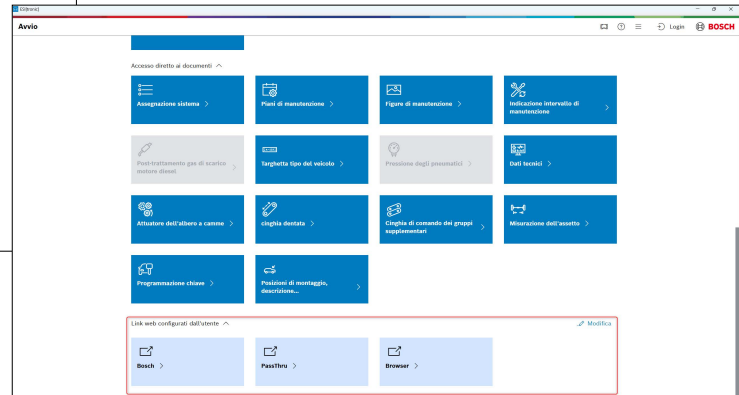 ESI[tronic]
Avvio
Login
BOSCH
Accesso diretto ai documenti
Assegnazione sistema
Piani di manutenzione
Figure di manutenzione
Indicazione intervallo di
manutenzione
Post-trattamento gas di scarico
motore diesel
Targhetta tipo del veicolo
Pressione degli pneumatici
Dati tecnici
Attuatore dell'albero a camme
cinghia dentata
Cinghia di comando dei gruppi
supplementari
Misurazione dell'assetto
Programmazione chiave
Posizioni di montaggio,
descrizione...
Link web configurati dall'utente
Modifica
Bosch
PassThru
Browser